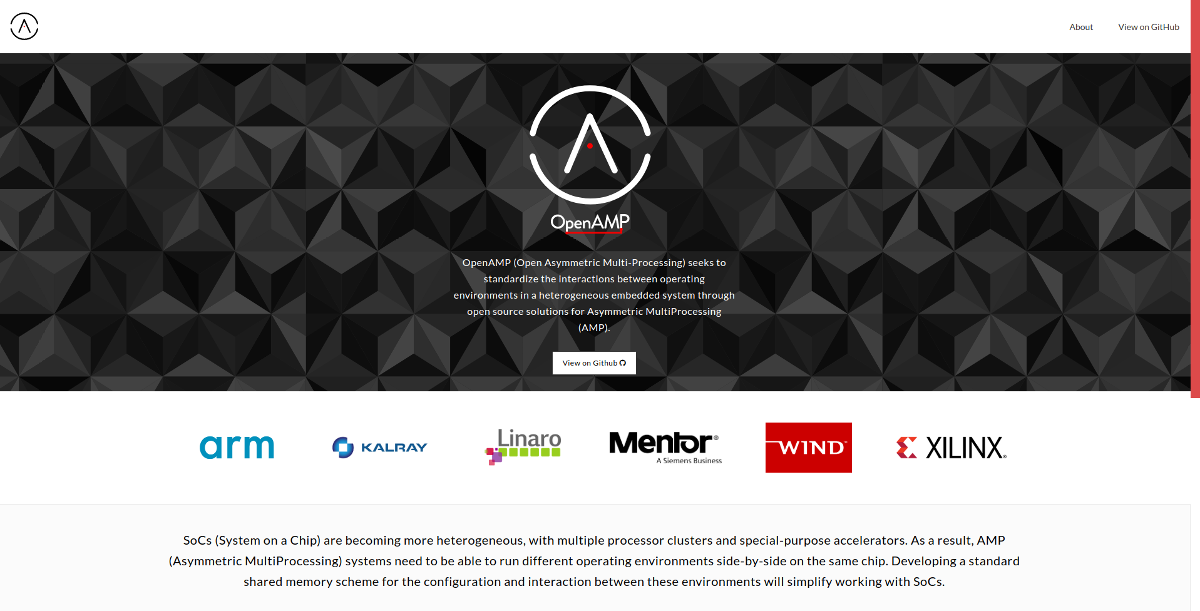 About
View on GitHub
OpenAMP
OpenAMP (Open Asymmetric Multi-Processing) seeks to
standardize the interactions between operating
environments in a heterogeneous embedded system through
open source solutions for Asymmetric MultiProcessing
(AMP).
View on Github
arm
KALRAY
Linaro
Mentor®
A Siemens Business
WIND
XILINX®
SoCs (System on a Chip) are becoming more heterogeneous, with multiple processor clusters and special-purpose accelerators. As a result, AMP
(Asymmetric MultiProcessing) systems need to be able to run different operating environments side-by-side on the same chip. Developing a standard
shared memory scheme for the configuration and interaction between these environments will simplify working with SoCs.